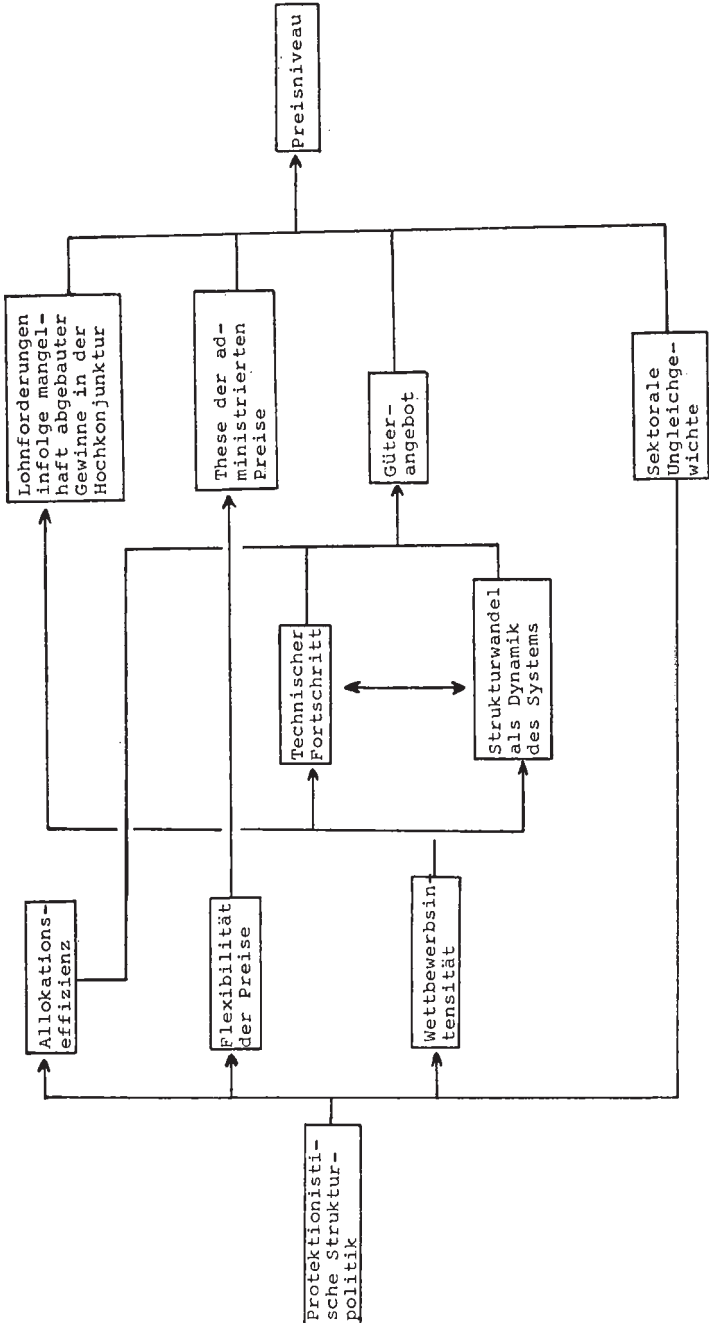 Protektionisti-
sche Struktur-
politik
Allokations-
effizienz
Flexibilität
der Preise
Wettbewerbsin-
tensität
Technischer
Fortschritt
Strukturwandel
als Dynamik
des Systems
Lohnforderungen
infolge mangel-
haft abgebauter
Gewinne in der
Hochkonjunktur
These der ad-
ministrierten
Preise
Güter-
angebot
Sektorale
Ungleichge-
wichte
Preisniveau